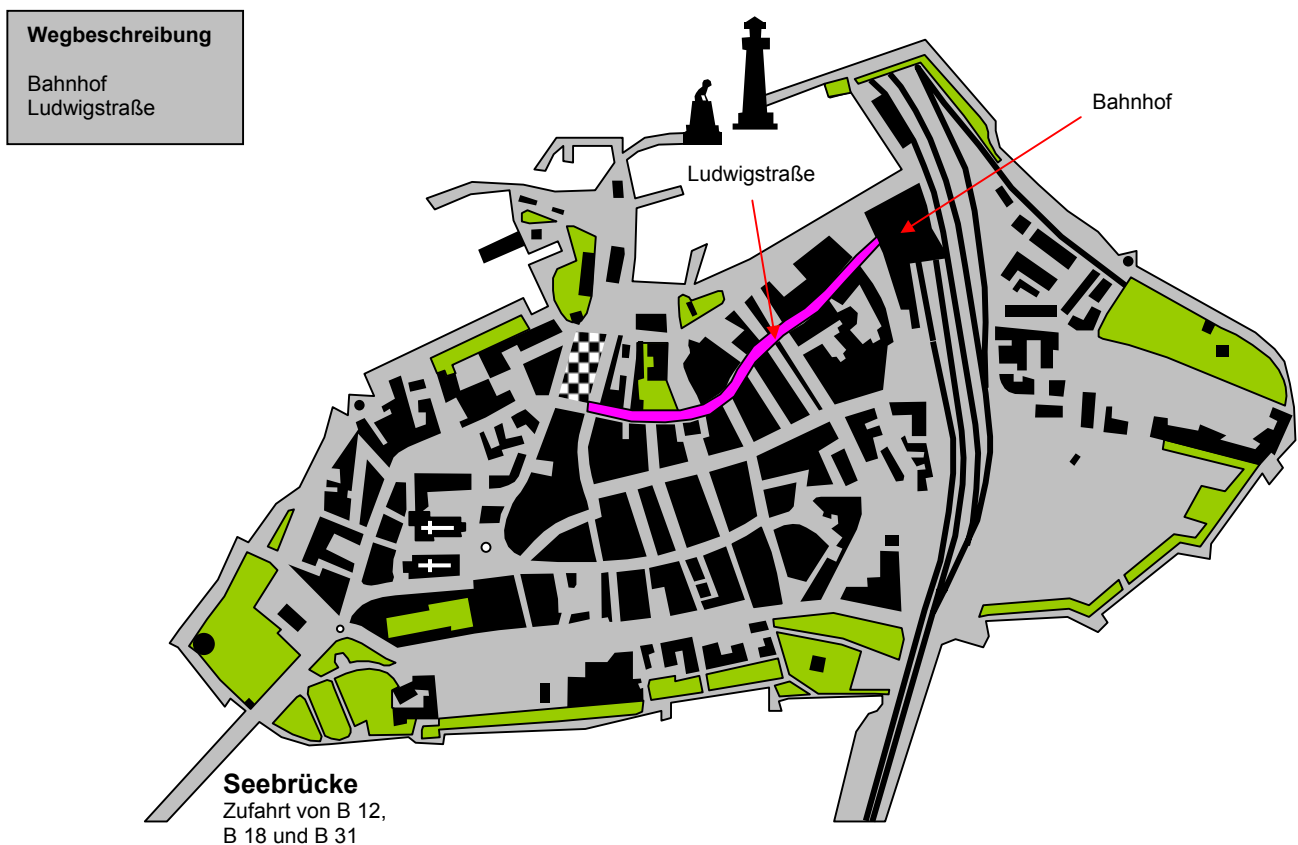 Wegbeschreibung
Bahnhof
Ludwigstraße
Bahnhof
Ludwigstraße
Seebrücke
Zufahrt von B 12,
B 18 und B 31